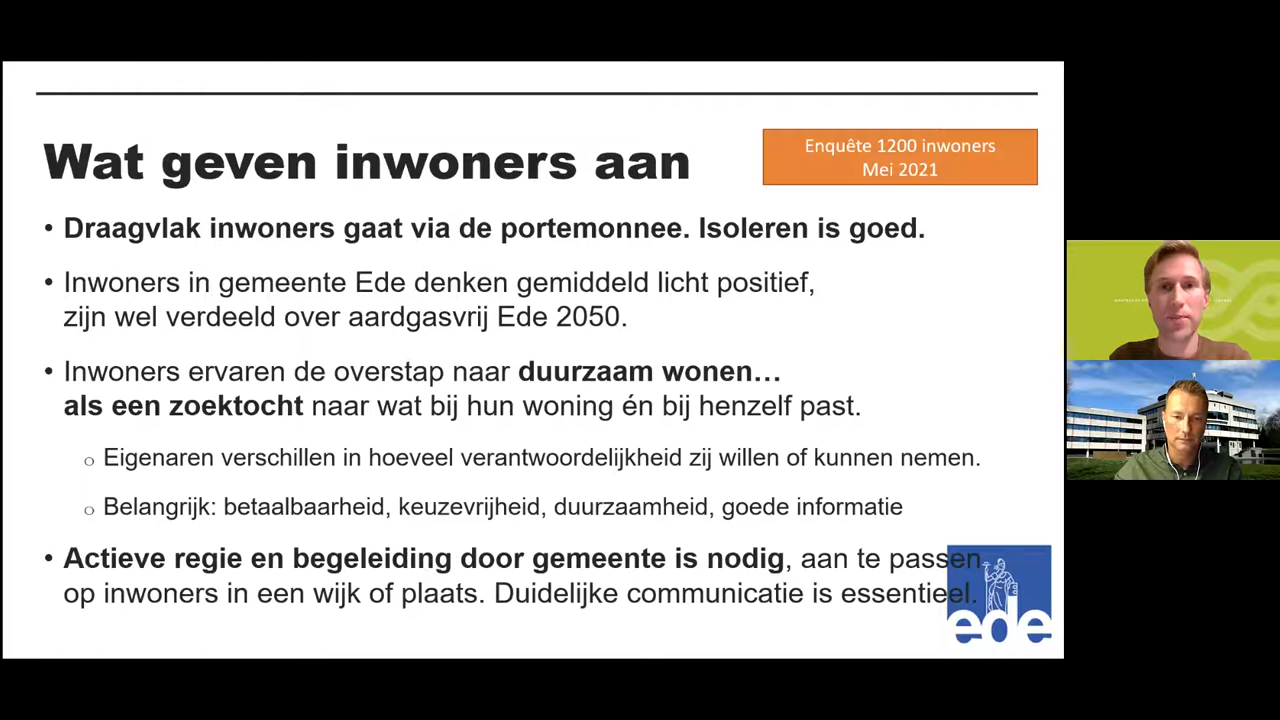 Wat geven inwoners aan
Enquête 1200 inwoners
Mei 2021
• Draagvlak inwoners gaat via de portemonnee. Isoleren is goed.
• Inwoners in gemeente Ede denken gemiddeld licht positief,
zijn wel verdeeld over aardgasvrij Ede 2050.
• Inwoners ervaren de overstap naar duurzaam wonen…
als een zoektocht naar wat bij hun woning én bij henzelf past.
o Eigenaren verschillen in hoeveel verantwoordelijkheid zij willen of kunnen nemen.
o Belangrijk: betaalbaarheid, keuzevrijheid, duurzaamheid, goede informatie
• Actieve regie en begeleiding door gemeente is nodig, aan te passen
op inwoners in een wijk of plaats. Duidelijke communicatie is essentieel.
ede